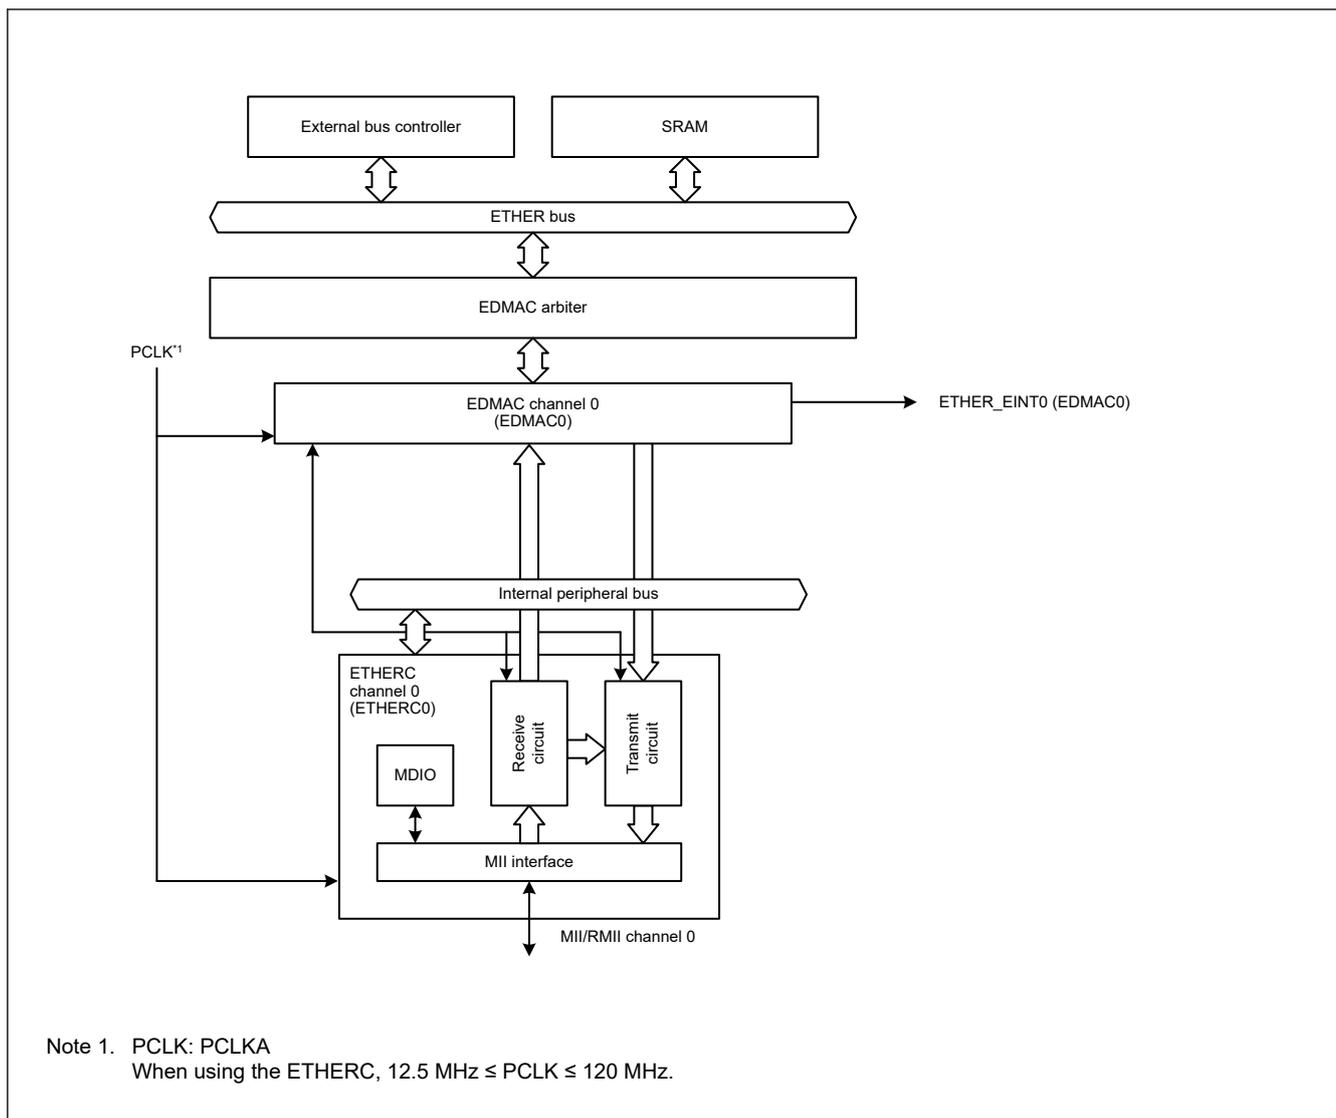 External bus controller
SRAM
ETHER bus
EDMAC arbiter
PCLK*1
EDMAC channel 0
(EDMAC0)
ETHER_EINT0 (EDMAC0)
Internal peripheral bus
ETHERC
channel 0
(ETHERC0)
Receive
circuit
Transmit
circuit
MDIO
MII interface
MII/RMII channel 0
Note 1. PCLK: PCLKA
When using the ETHERC, 12.5 MHz ≤ PCLK ≤ 120 MHz.